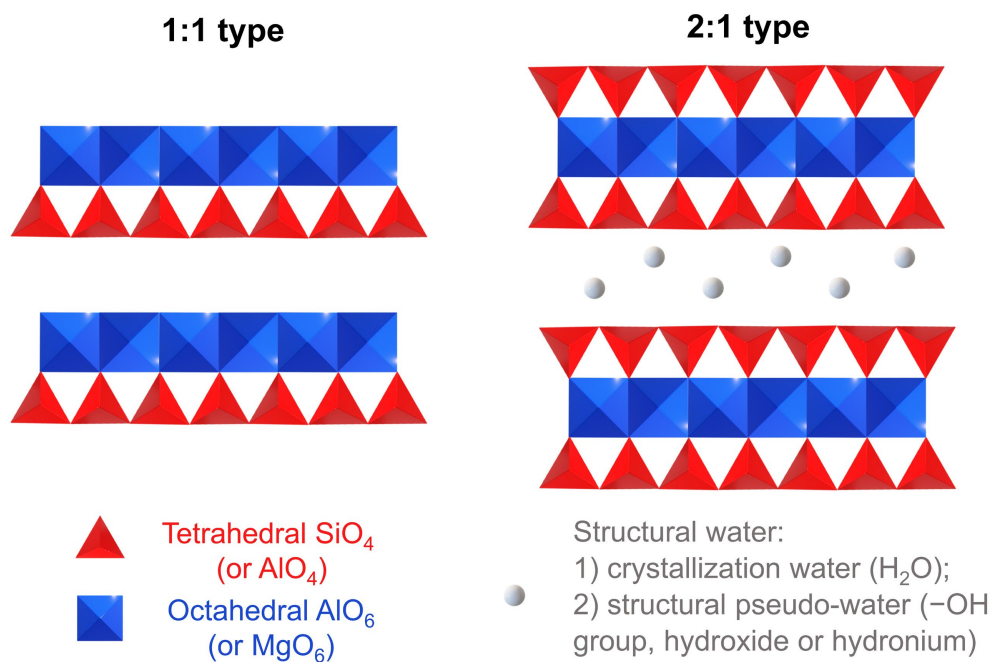 1:1 type
2:1 type
Tetrahedral SiO₄
(or AlO₄)
Octahedral AlO₆
(or MgO₆)
Structural water:
1) crystallization water (H₂O);
2) structural pseudo-water (−OH
group, hydroxide or hydronium)